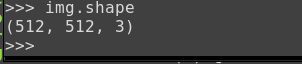 >>> img.shape
(512, 512, 3)
>>>